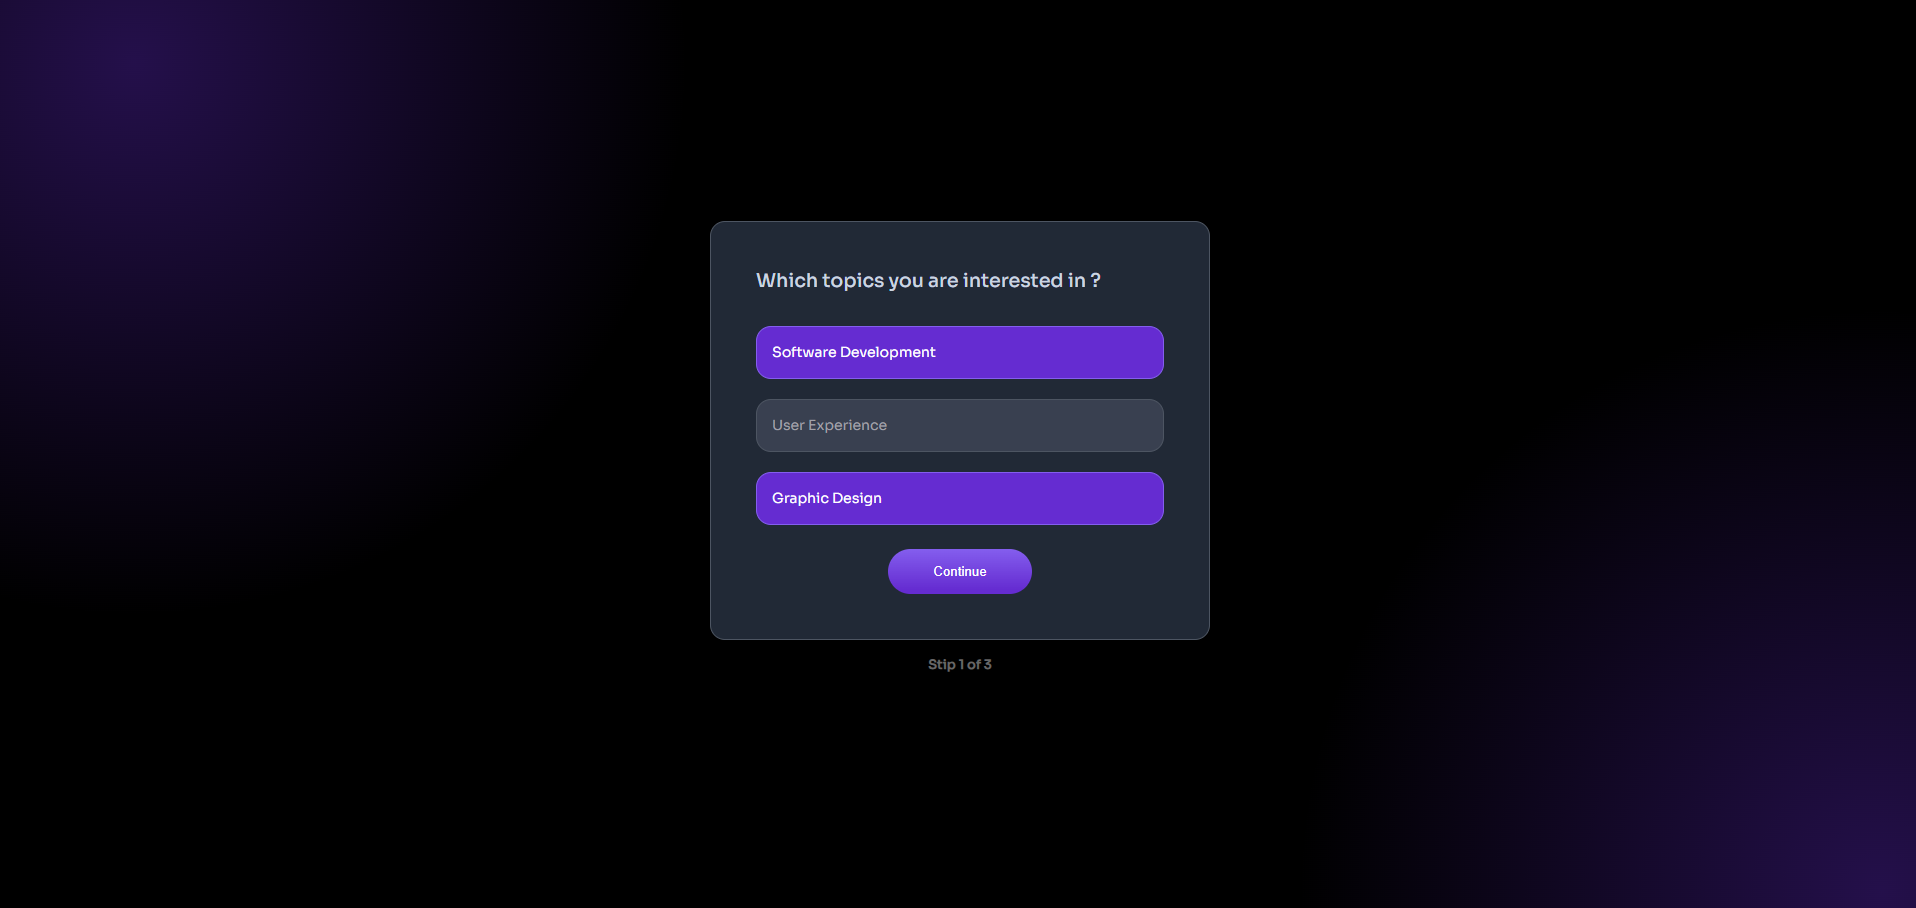 Which topics you are interested in ?
Software Development
User Experience
Graphic Design
Continue
Stip 1 of 3